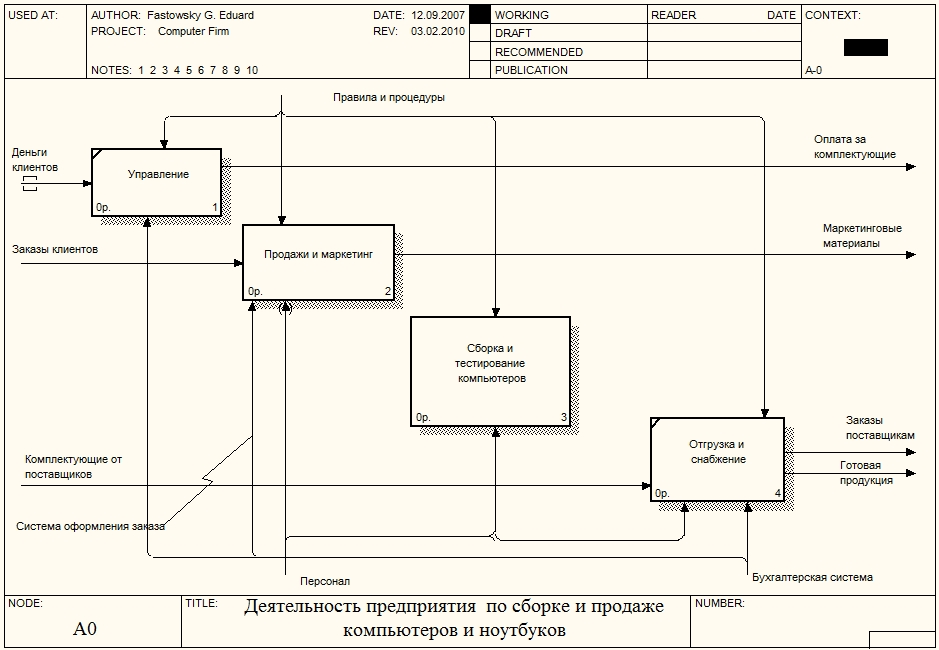 USED AT:
AUTHOR: Fastowsky G. Eduard
DATE: 12.09.2007
PROJECT: Computer Firm
REV: 03.02.2010
NOTES: 1 2 3 4 5 6 7 8 9 10
WORKING
DRAFT
RECOMMENDED
PUBLICATION
READER
DATE
CONTEXT:
A-0
Правила и процедуры
Деньги
клиентов
Управление
0р.
1
Оплата за
комплектующие
Заказы клиентов
Продажи и маркетинг
0р.
2
Маркетинговые
материалы
Сборка и
тестирование
компьютеров
0р.
3
Отгрузка и
снабжение
0р.
4
Заказы
поставщикам
Готовая
продукция
Комплектующие от
поставщиков
Система оформления заказа
Персонал
Бухгалтерская система
NODE:
A0
TITLE:
Деятельность предприятия по сборке и продаже
компьютеров и ноутбуков
NUMBER: